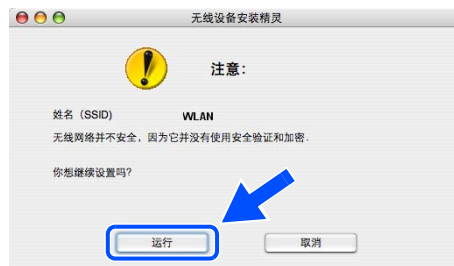 无线设备安装精灵
注意：
姓名（SSID) WLAN
无线网络并不安全，因为它并没有使用安全验证和加密.
你想继续设置吗?
运行 取消